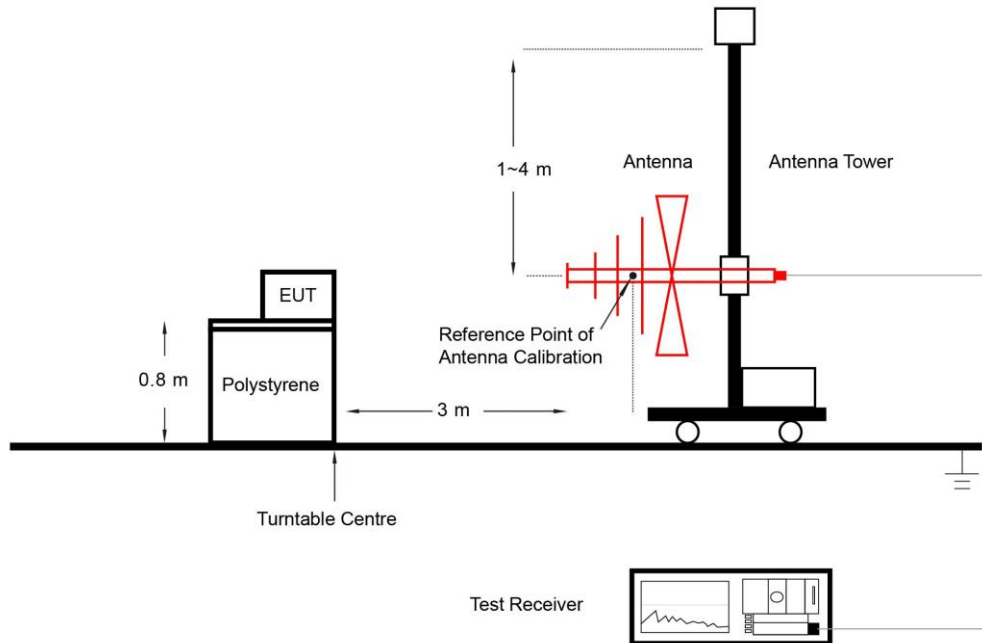 1~4 m
Antenna
Antenna Tower
EUT
Reference Point of
Antenna Calibration
0.8 m
Polystyrene
3 m
Turntable Centre
Test Receiver